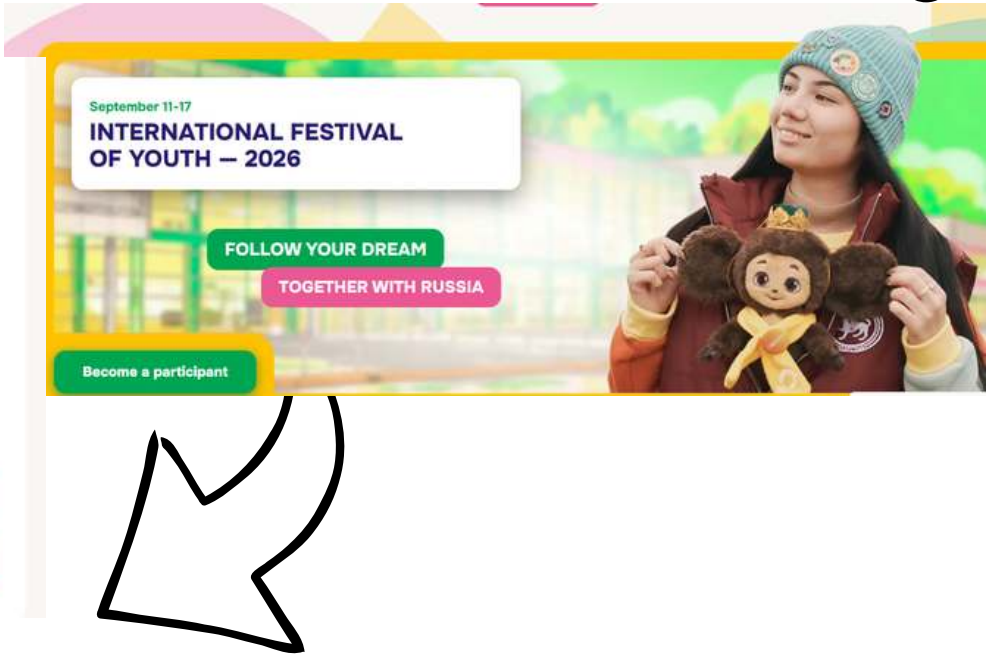 September 11-17
INTERNATIONAL FESTIVAL
OF YOUTH — 2026
FOLLOW YOUR DREAM
TOGETHER WITH RUSSIA
Become a participant